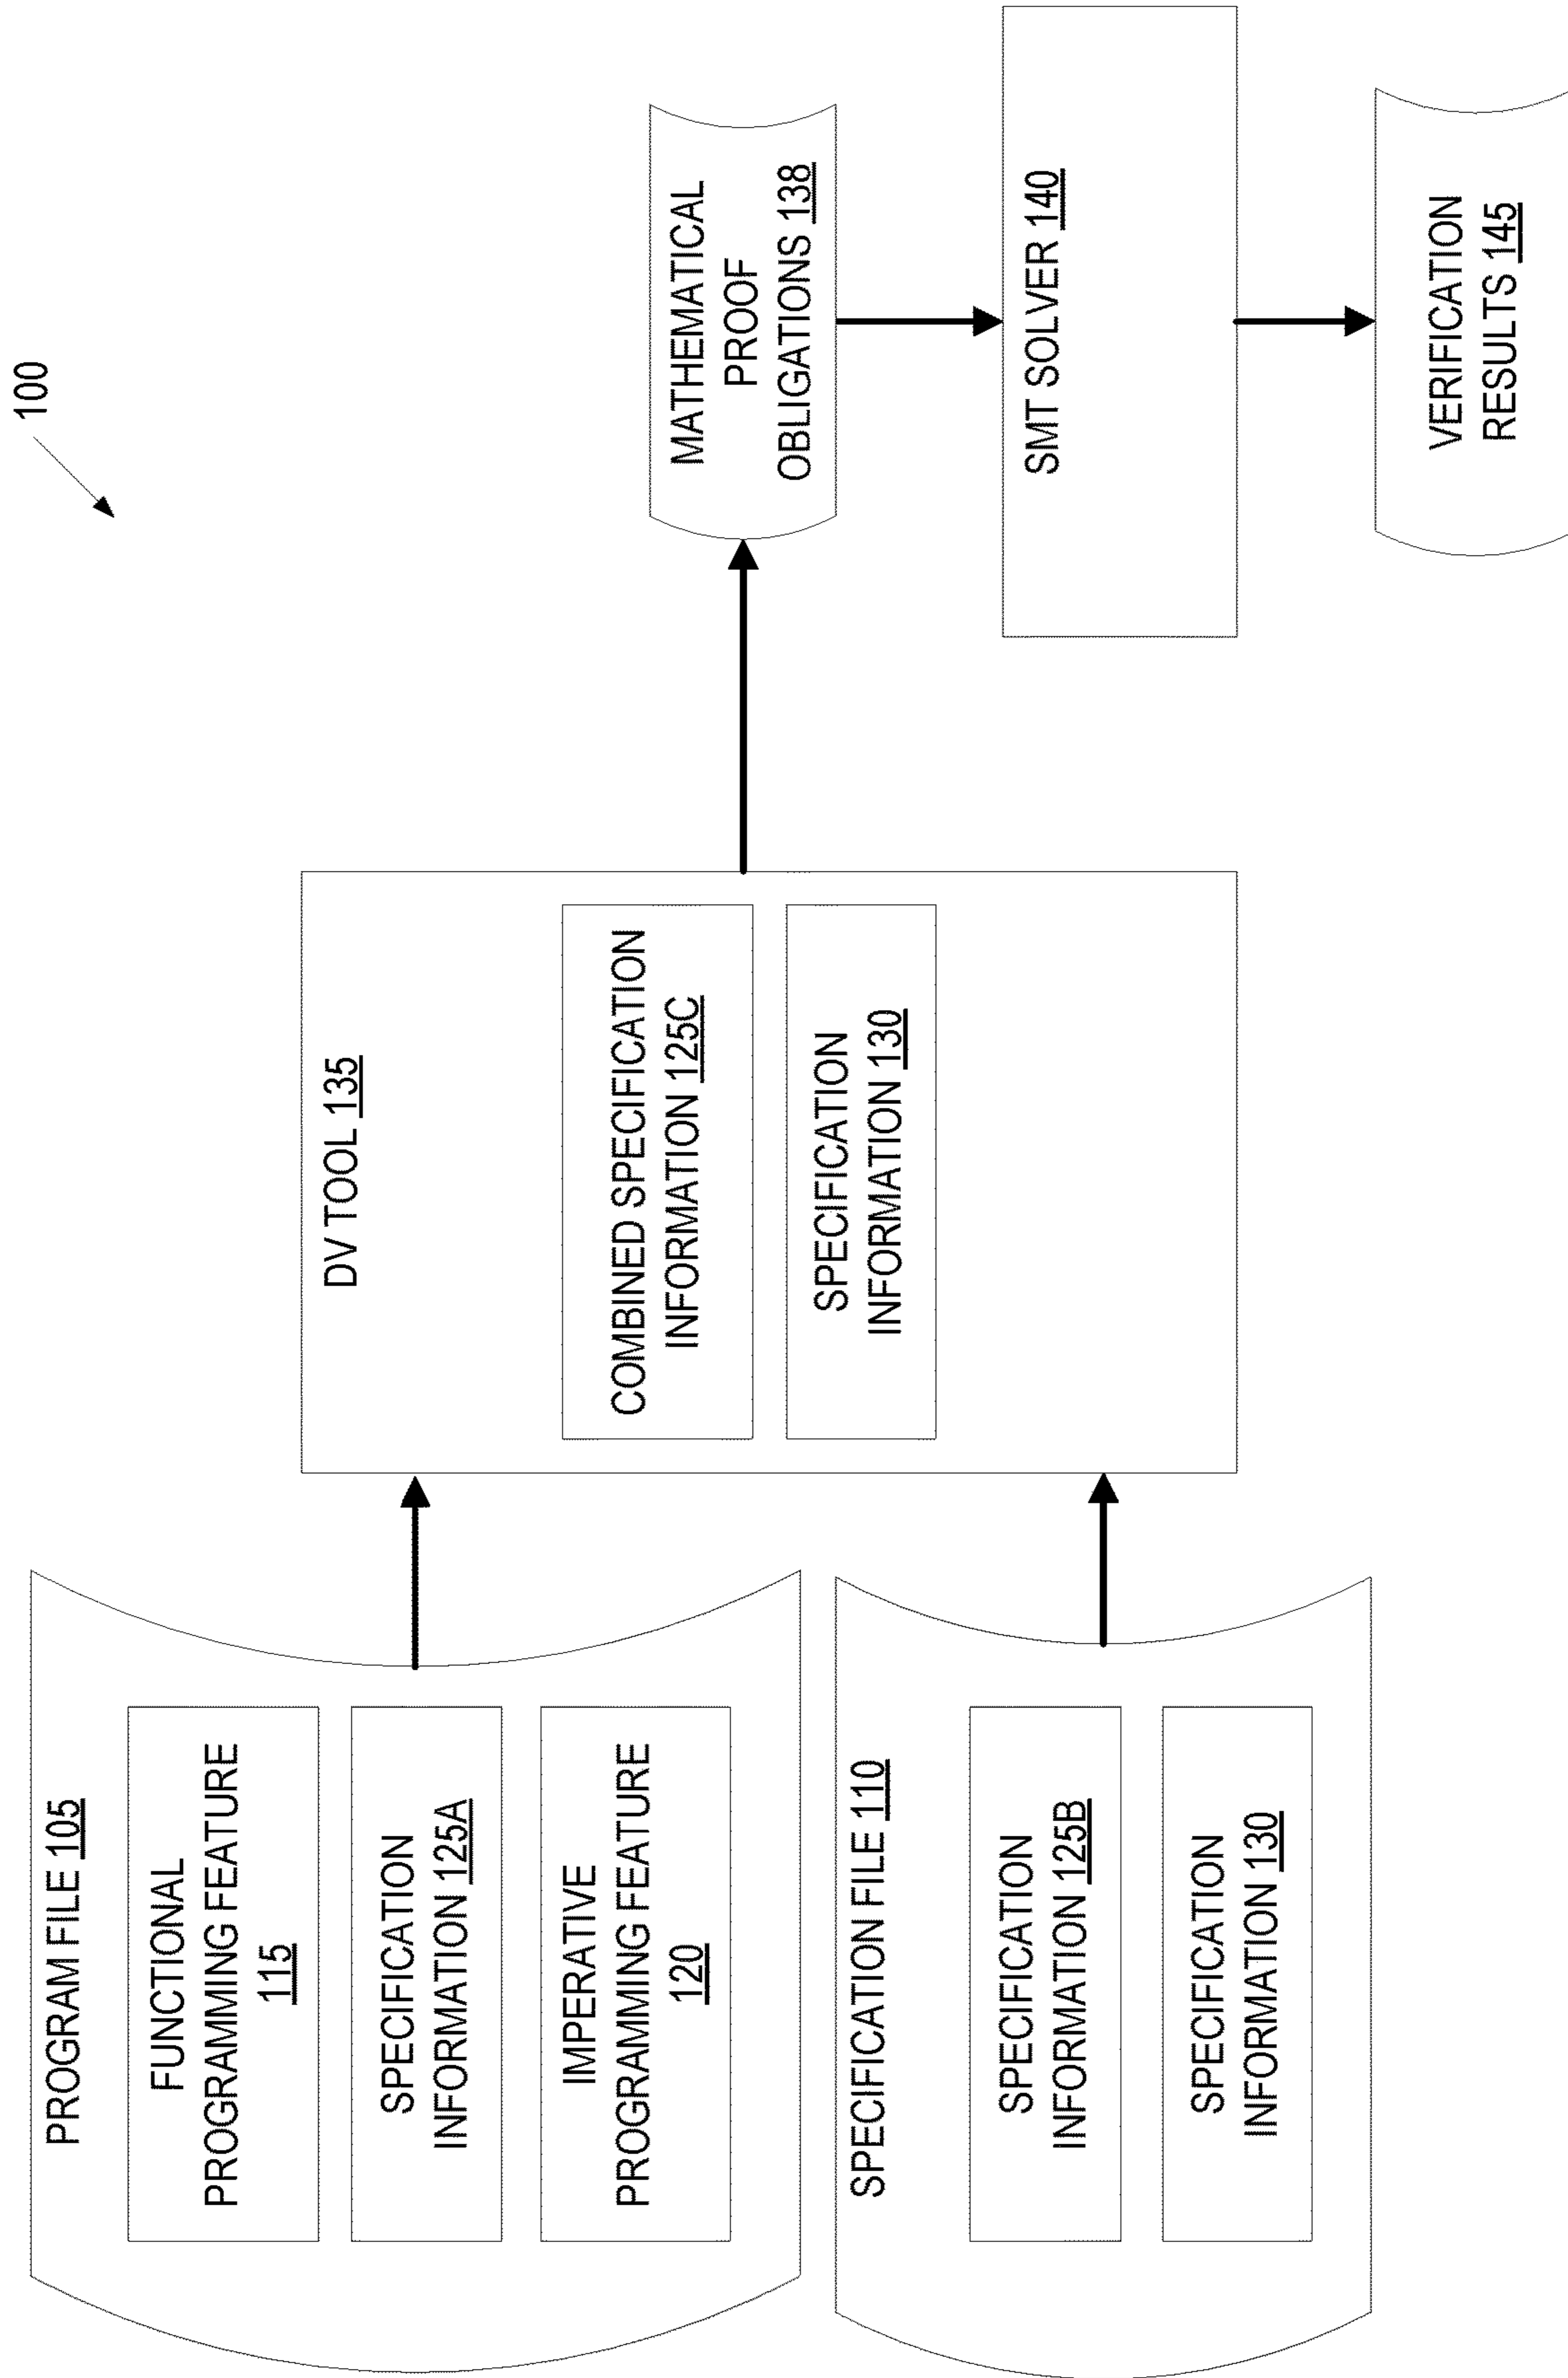 100
PROGRAM FILE 105
FUNCTIONAL
PROGRAMMING FEATURE
115
SPECIFICATION
INFORMATION 125A
IMPERATIVE
PROGRAMMING FEATURE
120
SPECIFICATION FILE 110
SPECIFICATION
INFORMATION 125B
SPECIFICATION
INFORMATION 130
DV TOOL 135
COMBINED SPECIFICATION
INFORMATION 125C
SPECIFICATION
INFORMATION 130
MATHEMATICAL
PROOF
OBLIGATIONS 138
SMT SOLVER 140
VERIFICATION
RESULTS 145